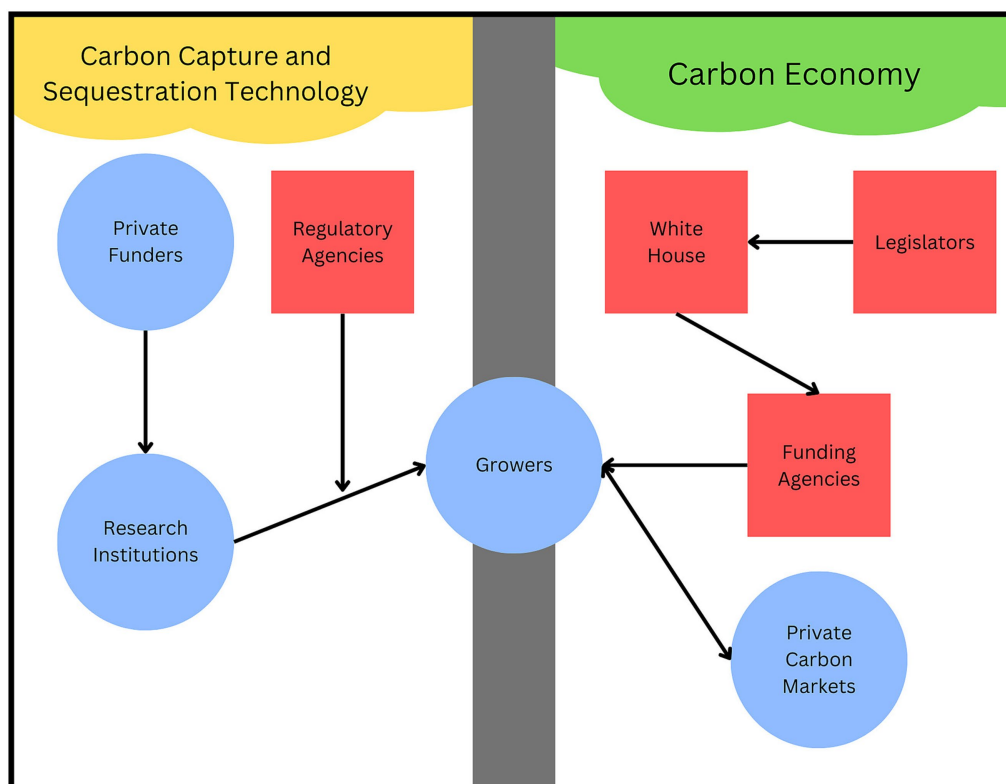 Carbon Capture and
Sequestration Technology
Carbon Economy
Private
Funders
Regulatory
Agencies
White
House
Legislators
Growers
Funding
Agencies
Research
Institutions
Private
Carbon
Markets